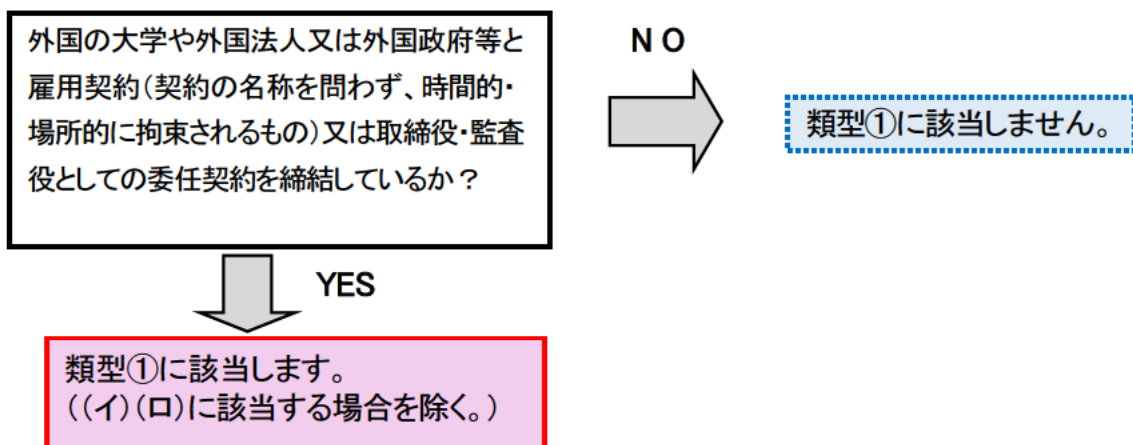 外国の大学や外国法人又は外国政府等と
雇用契約(契約の名称を問わず、時間的・
場所的に拘束されるもの)又は取締役・監査
役としての委任契約を締結しているか?
NO
類型①に該当しません。
YES
類型①に該当します。
((イ)(ロ)に該当する場合を除く。)